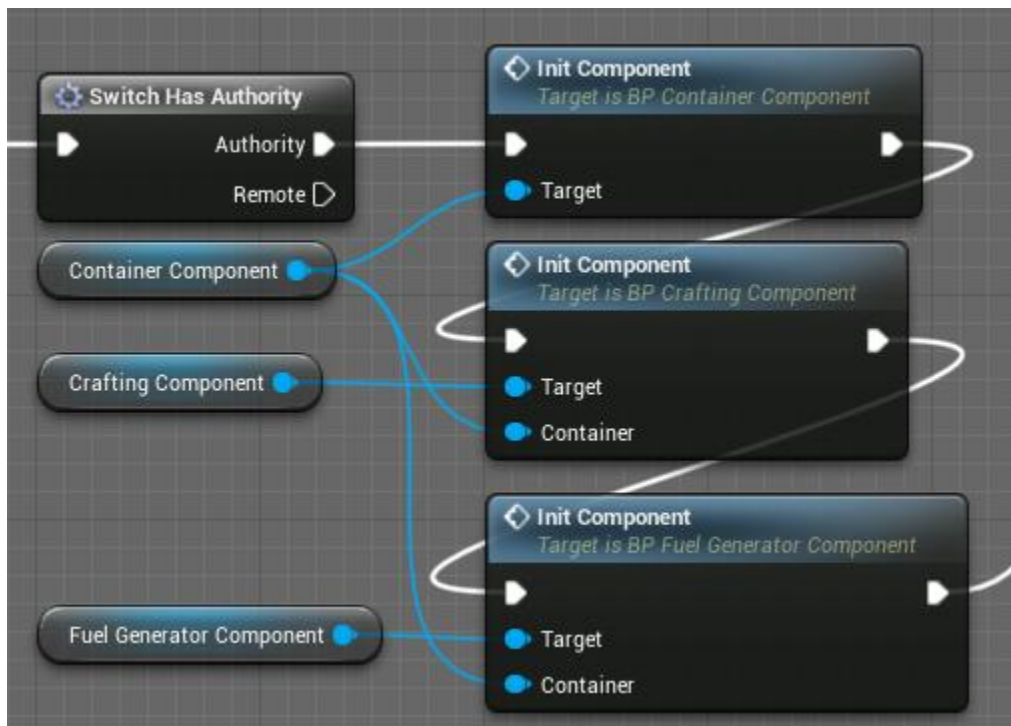 Switch Has Authority
Authority
Remote
Init Component
Target is BP Container Component
Target
Container Component
Init Component
Target is BP Crafting Component
Crafting Component
Target
Container
Init Component
Target is BP Fuel Generator Component
Fuel Generator Component
Target
Container